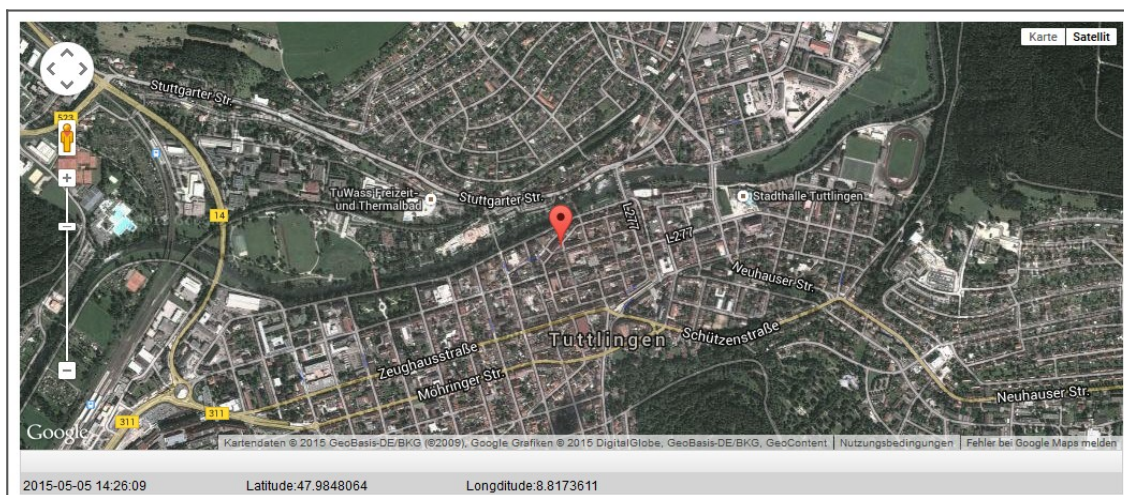 Karte Satellit
Stuttgarter Str.
523
14
TuWass Freizeit-
und Thermalbad
Stuttgarter Str.
L277
Stadthalle Tuttlingen
L277
Neuhauser Str.
Tuttlingen
Schützenstraße
Zeughausstraße
Möhringer Str.
Neuhauser Str.
311
311
Google
Kartendaten © 2015 GeoBasis-DE/BKG (©2009), Google Grafiken © 2015 DigitalGlobe, GeoBasis-DE/BKG, GeoContent Nutzungsbedingungen Fehler bei Google Maps melden
2015-05-05 14:26:09 Latitude:47.9848064 Longditude:8.8173611